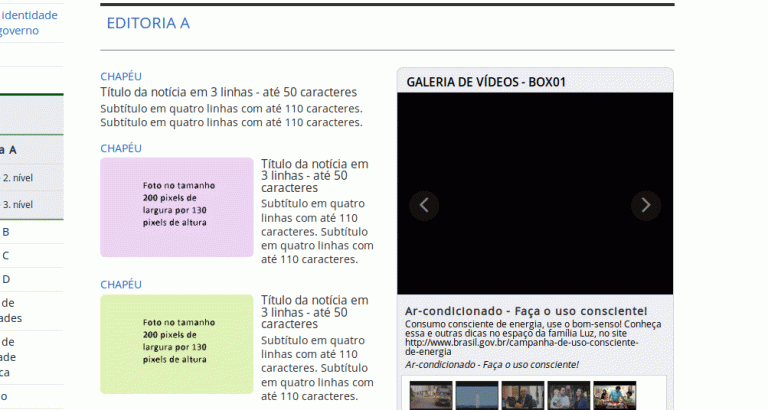 identidade
governo
a A
2. nível
3. nível
B
C
D
de
ades
de
ade
ca
o
EDITORIA A
CHAPÉU
Título da notícia em 3 linhas - até 50 caracteres
Subtítulo em quatro linhas com até 110 caracteres.
Subtítulo em quatro linhas com até 110 caracteres.
CHAPÉU
Foto no tamanho
200 pixels de
largura por 130
pixels de altura
Título da notícia em
3 linhas - até 50
caracteres
Subtítulo em quatro
linhas com até 110
caracteres. Subtítulo
em quatro linhas com
até 110 caracteres.
CHAPÉU
Foto no tamanho
200 pixels de
largura por 130
pixels de altura
Título da notícia em
3 linhas - até 50
caracteres
Subtítulo em quatro
linhas com até 110
caracteres. Subtítulo
em quatro linhas com
até 110 caracteres.
GALERIA DE VÍDEOS - BOX01
Ar-condicionado - Faça o uso consciente!
Consumo consciente de energia, use o bom-senso! Conheça
essa e outras dicas no espaço da família Luz, no site
http://www.brasil.gov.br/campanha-de-uso-consciente-
de-energia
Ar-condicionado - Faça o uso consciente!